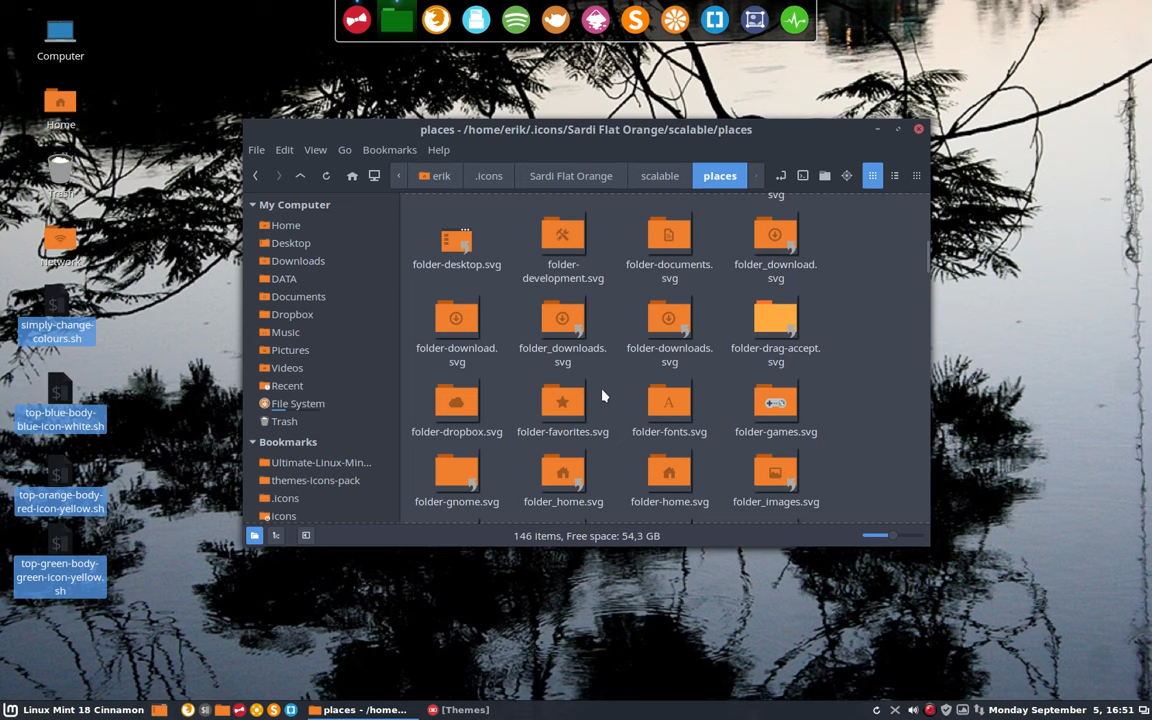 Computer
Home
Trash
Network
simply-change-
colours.sh
top-blue-body-
blue-icon-white.sh
top-orange-body-
red-icon-yellow.sh
top-green-body-
green-icon-yellow.
sh
places - /home/erik/.icons/Sardi Flat Orange/scalable/places
File Edit View Go Bookmarks Help
erik .icons Sardi Flat Orange scalable places
My Computer
Home
Desktop
Downloads
DATA
Documents
Dropbox
Music
Pictures
Videos
Recent
File System
Trash
Bookmarks
Ultimate-Linux-Min...
themes-icons-pack
.icons
icons
svg
folder-desktop.svg
folder-
development.svg
folder-documents.
svg
folder_download.
svg
folder-download.
svg
folder_downloads.
svg
folder-downloads.
svg
folder-drag-accept.
svg
folder-dropbox.svg
folder-favorites.svg
folder-fonts.svg
folder-games.svg
folder-gnome.svg
folder_home.svg
folder-home.svg
folder_images.svg
146 items, Free space: 54,3 GB
Linux Mint 18 Cinnamon
places - /home...
[Themes]
Monday September 5, 16:51